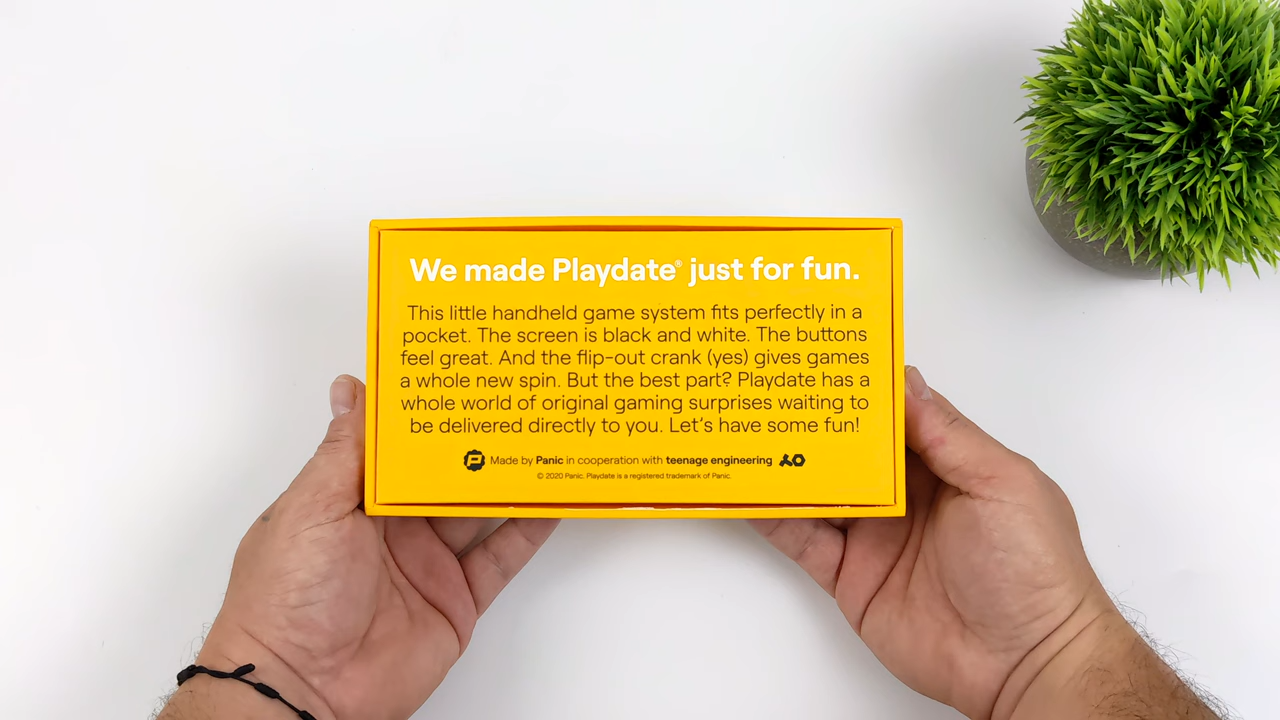 We made Playdate® just for fun.
This little handheld game system fits perfectly in a
pocket. The screen is black and white. The buttons
feel great. And the flip-out crank (yes) gives games
a whole new spin. But the best part? Playdate has a
whole world of original gaming surprises waiting to
be delivered directly to you. Let's have some fun!
Made by Panic in cooperation with teenage engineering
© 2020 Panic. Playdate is a registered trademark of Panic.